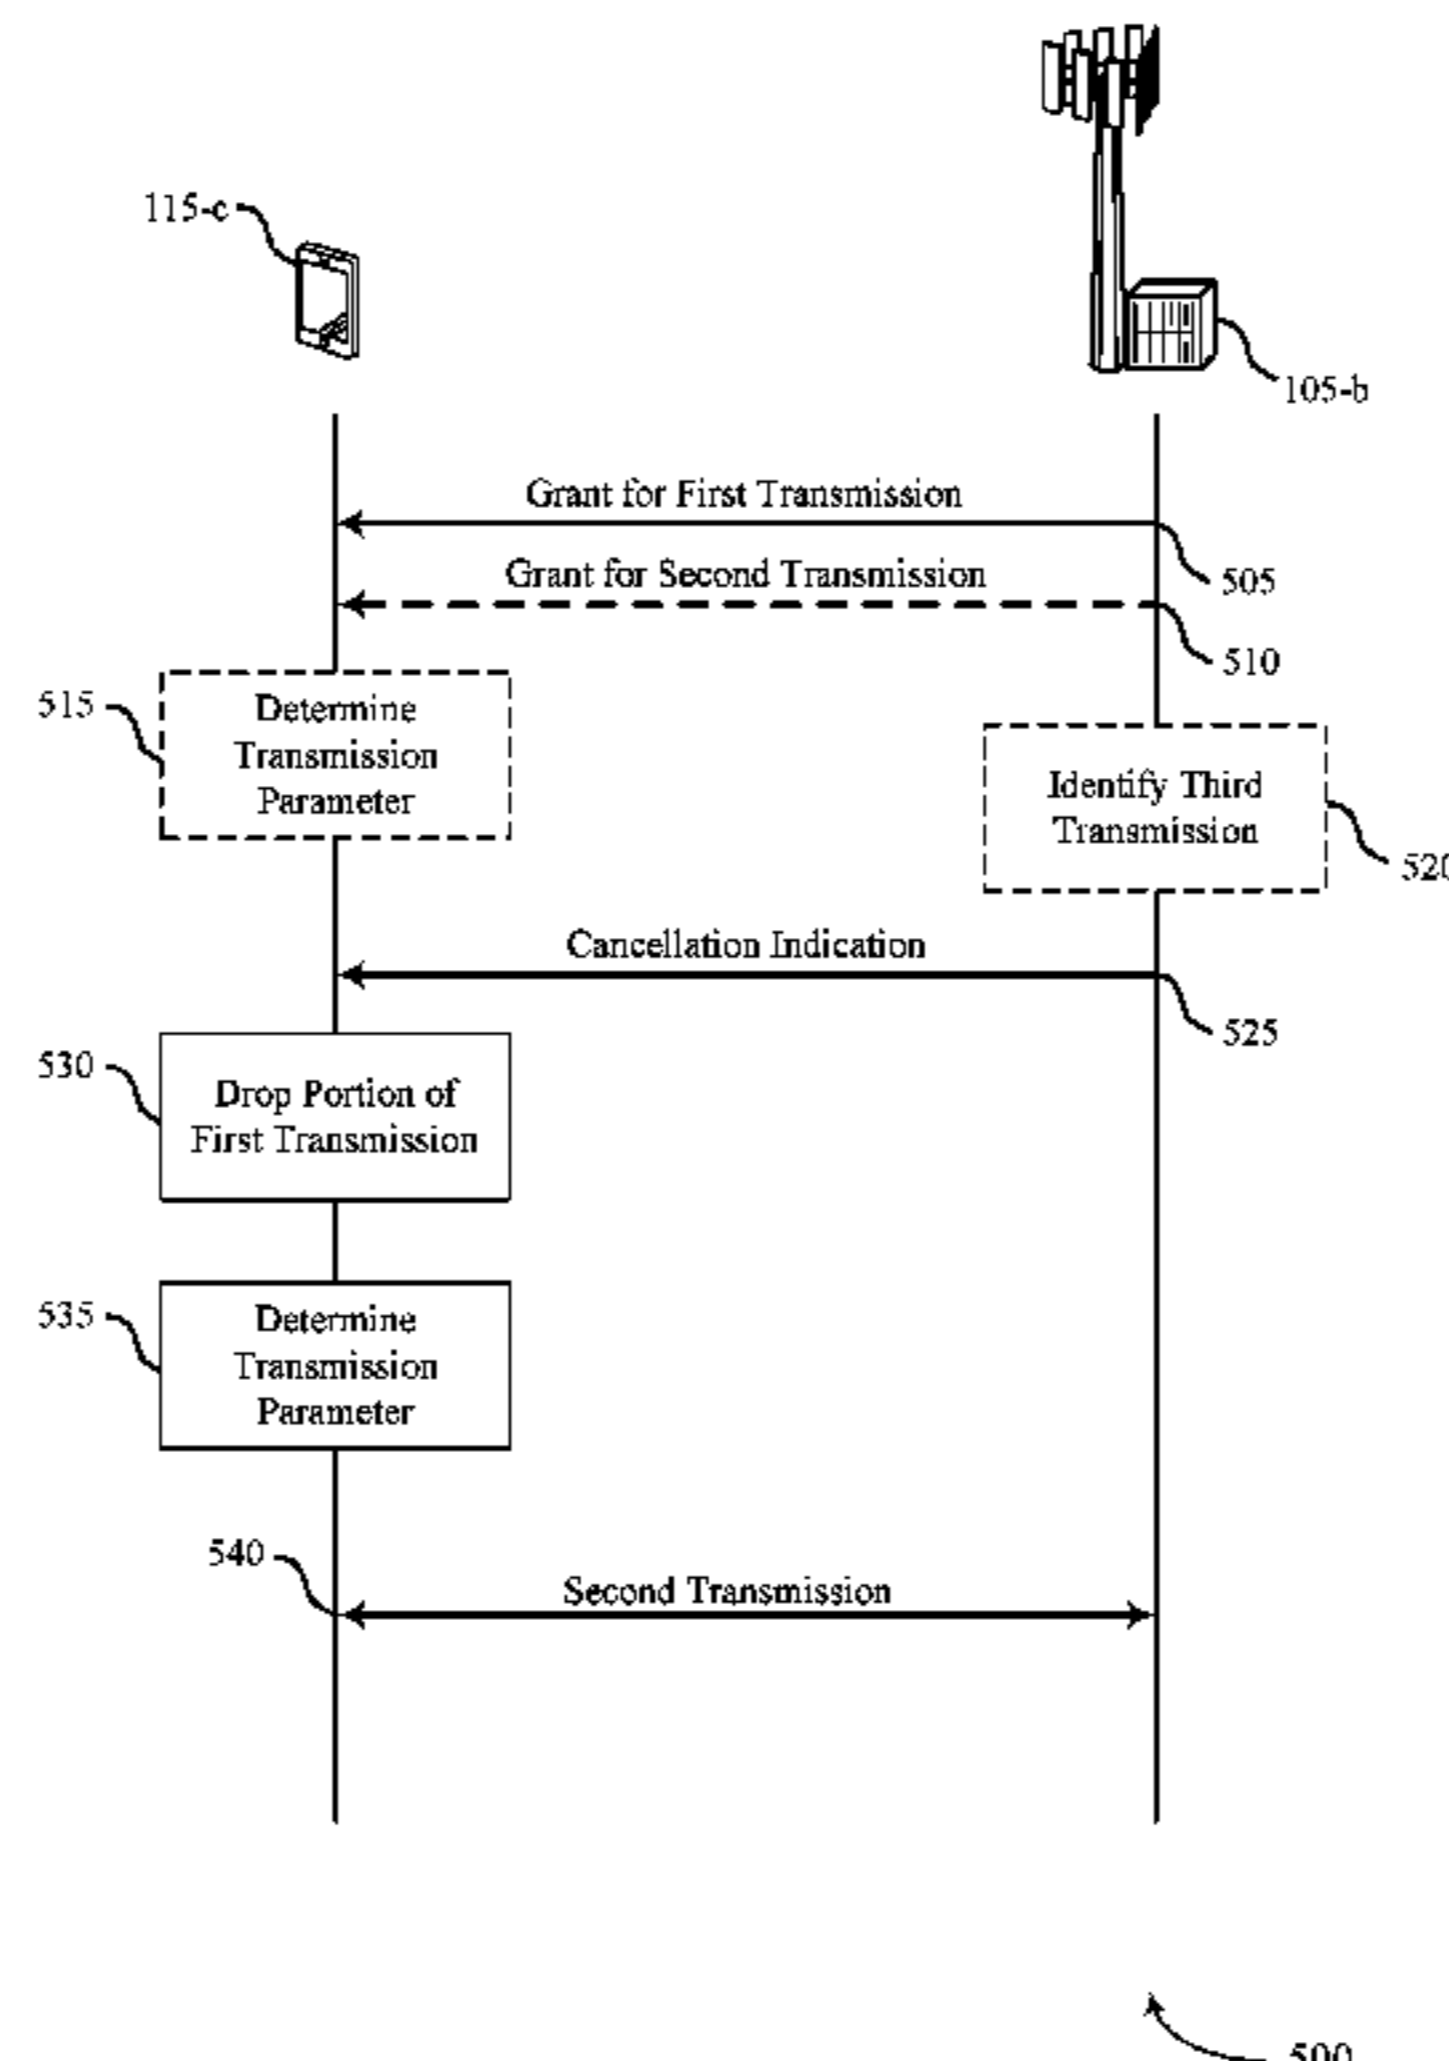 115-c
105-b
Grant for First Transmission
505
Grant for Second Transmission
510
515
Determine
Transmission
Parameter
Identify Third
Transmission
520
Cancellation Indication
525
530
Drop Portion of
First Transmission
535
Determine
Transmission
Parameter
540
Second Transmission
500